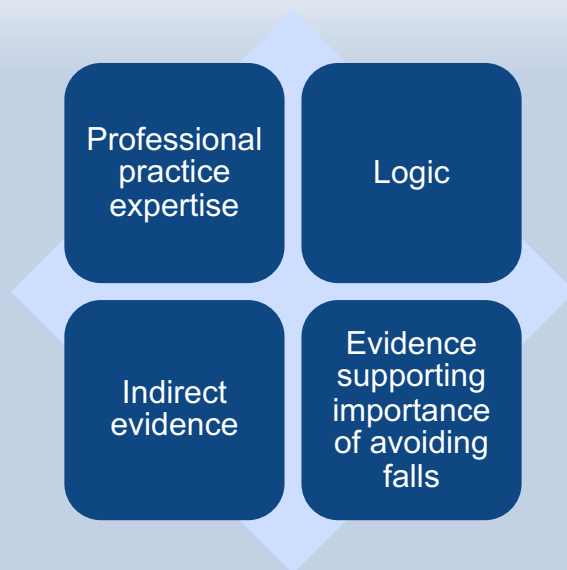 Professional
practice
expertise
Logic
Indirect
evidence
Evidence
supporting
importance
of avoiding
falls